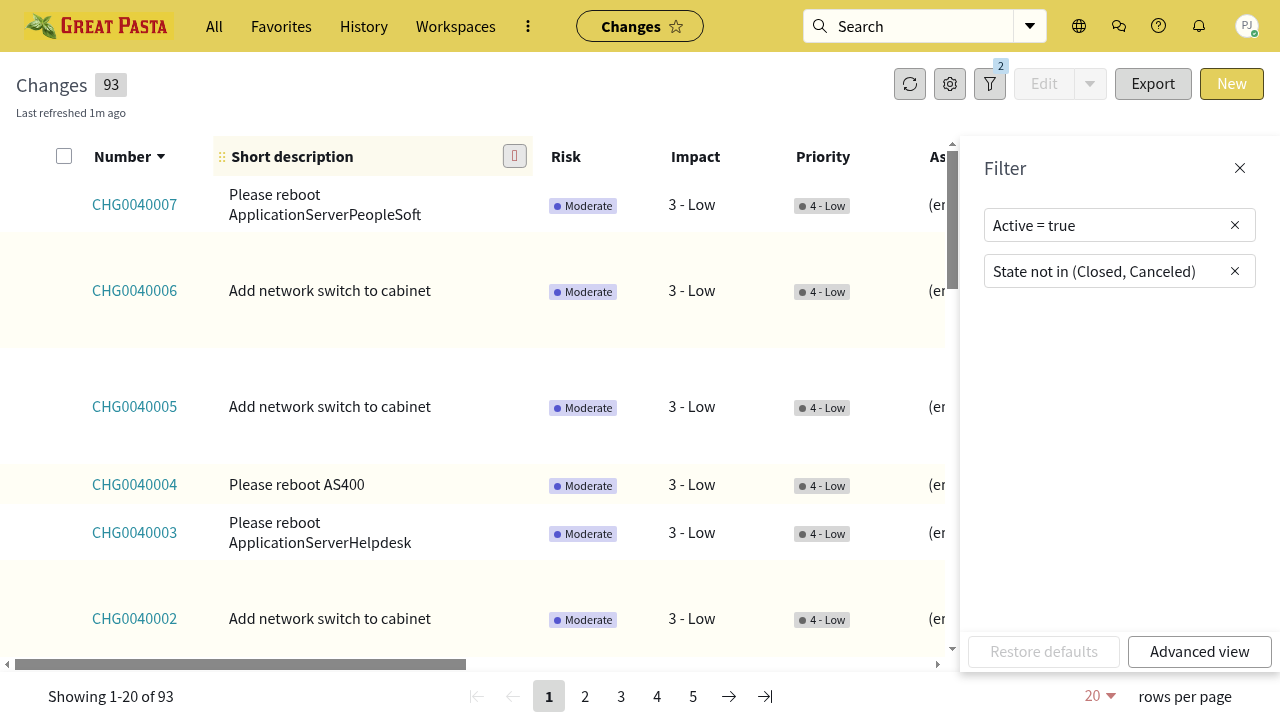 GREAT PASTA
All
Favorites
History
Workspaces
Changes
Search
PJ
Changes 93
Last refreshed 1m ago
2
Edit
Export
New
Number
Short description
Risk
Impact
Priority
As
CHG0040007
Please reboot
ApplicationServerPeopleSoft
Moderate
3 - Low
4 - Low
(er
CHG0040006
Add network switch to cabinet
Moderate
3 - Low
4 - Low
(er
CHG0040005
Add network switch to cabinet
Moderate
3 - Low
4 - Low
(er
CHG0040004
Please reboot AS400
Moderate
3 - Low
4 - Low
(er
CHG0040003
Please reboot
ApplicationServerHelpdesk
Moderate
3 - Low
4 - Low
(er
CHG0040002
Add network switch to cabinet
Moderate
3 - Low
4 - Low
(er
Filter
Active = true
State not in (Closed, Canceled)
Restore defaults
Advanced view
Showing 1-20 of 93
1
2
3
4
5
20
rows per page